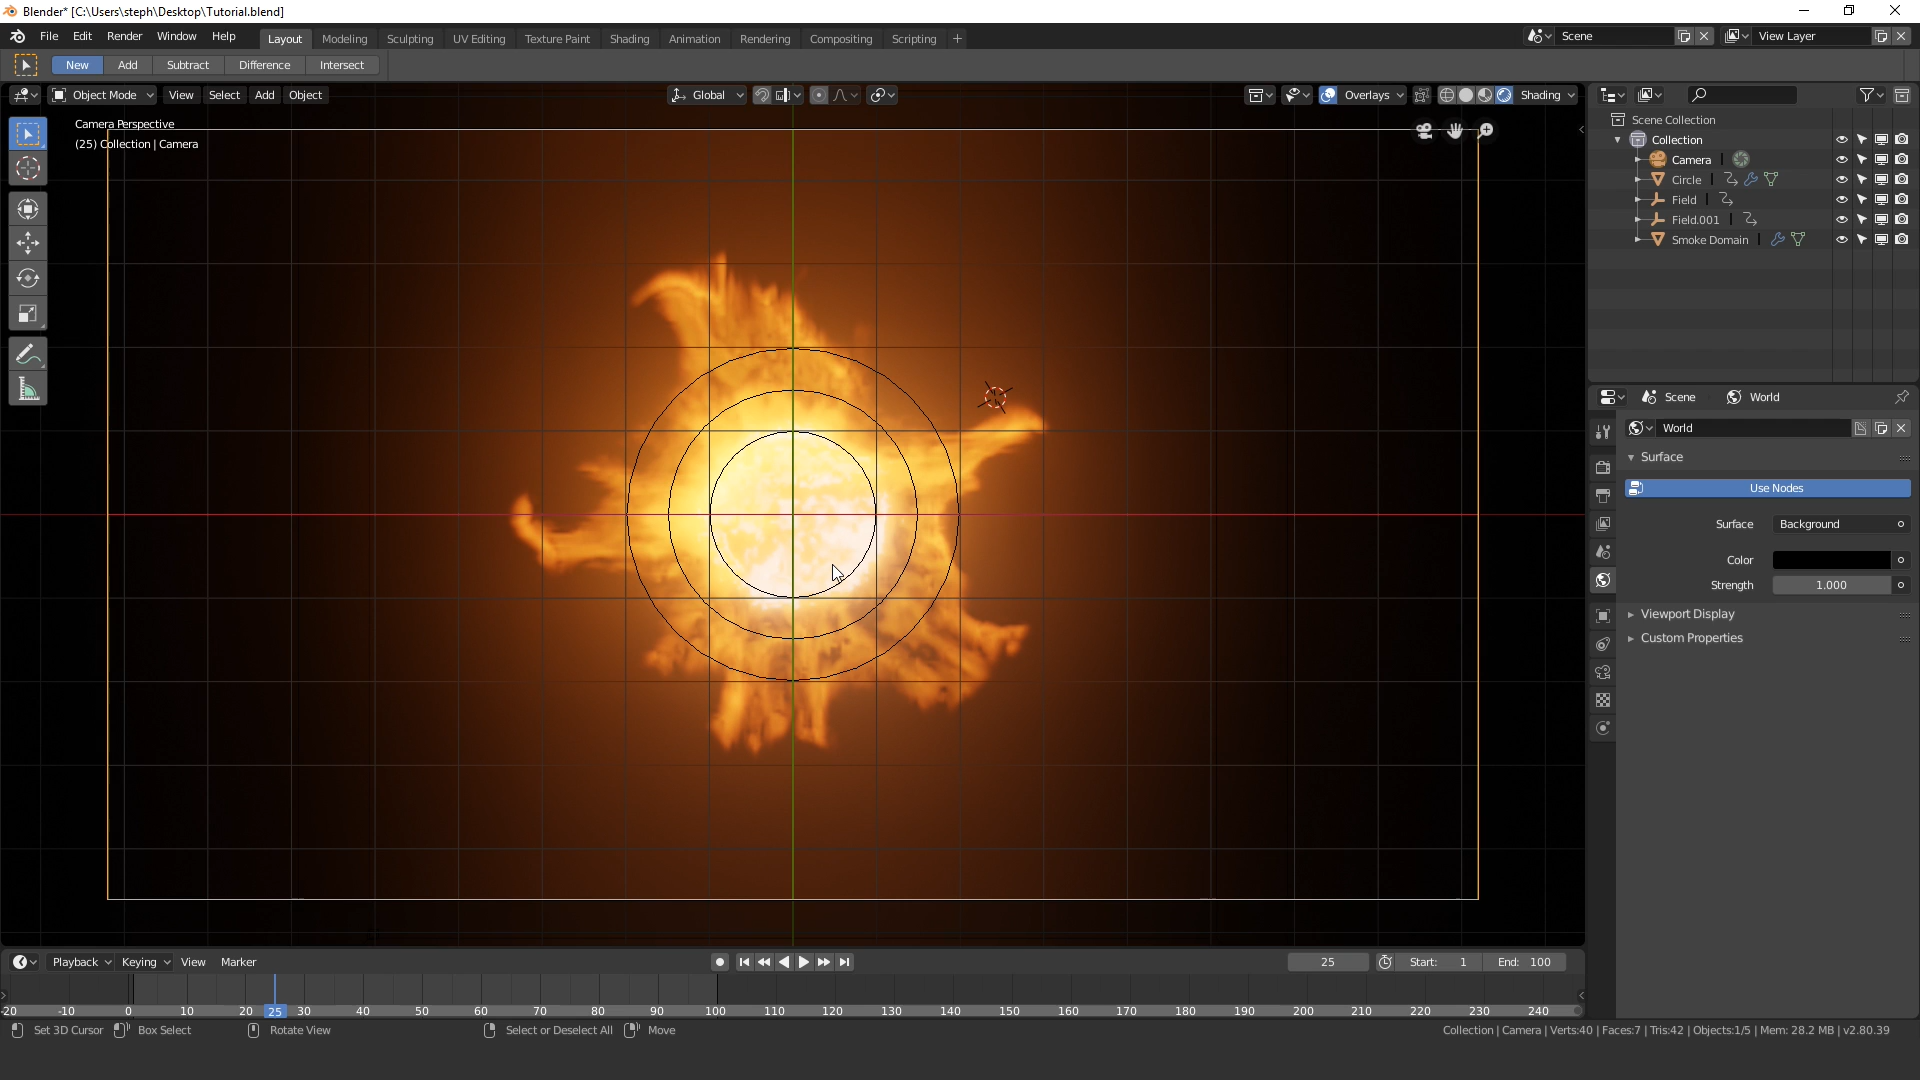 Blender* [C:\Users\steph\Desktop\Tutorial.blend]
File Edit Render Window Help Layout Modeling Sculpting UV Editing Texture Paint Shading Animation Rendering Compositing Scripting + Scene View Layer
New Add Subtract Difference Intersect
Object Mode View Select Add Object Global Overlays Shading
Camera Perspective
(25) Collection | Camera
Scene Collection
Collection
Camera
Circle
Field
Field.001
Smoke Domain
Scene World
World
Surface
Use Nodes
Surface Background
Color
Strength 1.000
Viewport Display
Custom Properties
Playback Keying View Marker 25 Start: 1 End: 100
-20 -10 0 10 20 25 30 40 50 60 70 80 90 100 110 120 130 140 150 160 170 180 190 200 210 220 230 240
Set 3D Cursor Box Select Rotate View Select or Deselect All Move Collection | Camera | Verts:40 | Faces:7 | Tris:42 | Objects:1/5 | Mem: 28.2 MB | v2.80.39